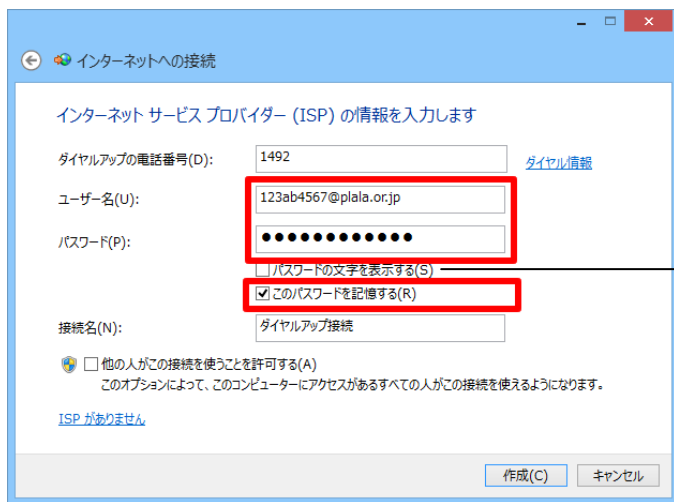 インターネットへの接続
インターネット サービス プロバイダー (ISP) の情報を入力します
ダイヤルアップの電話番号(D): 1492 ダイヤル情報
ユーザー名(U): 123ab4567@plala.or.jp
パスワード(P): ●●●●●●●●●●●●
パスワードの文字を表示する(S)
このパスワードを記憶する(R)
接続名(N): ダイヤルアップ接続
他の人がこの接続を使うことを許可する(A)
このオプションによって、このコンピューターにアクセスがあるすべての人がこの接続を使えるようになります。
ISP がありません
作成(C) キャンセル